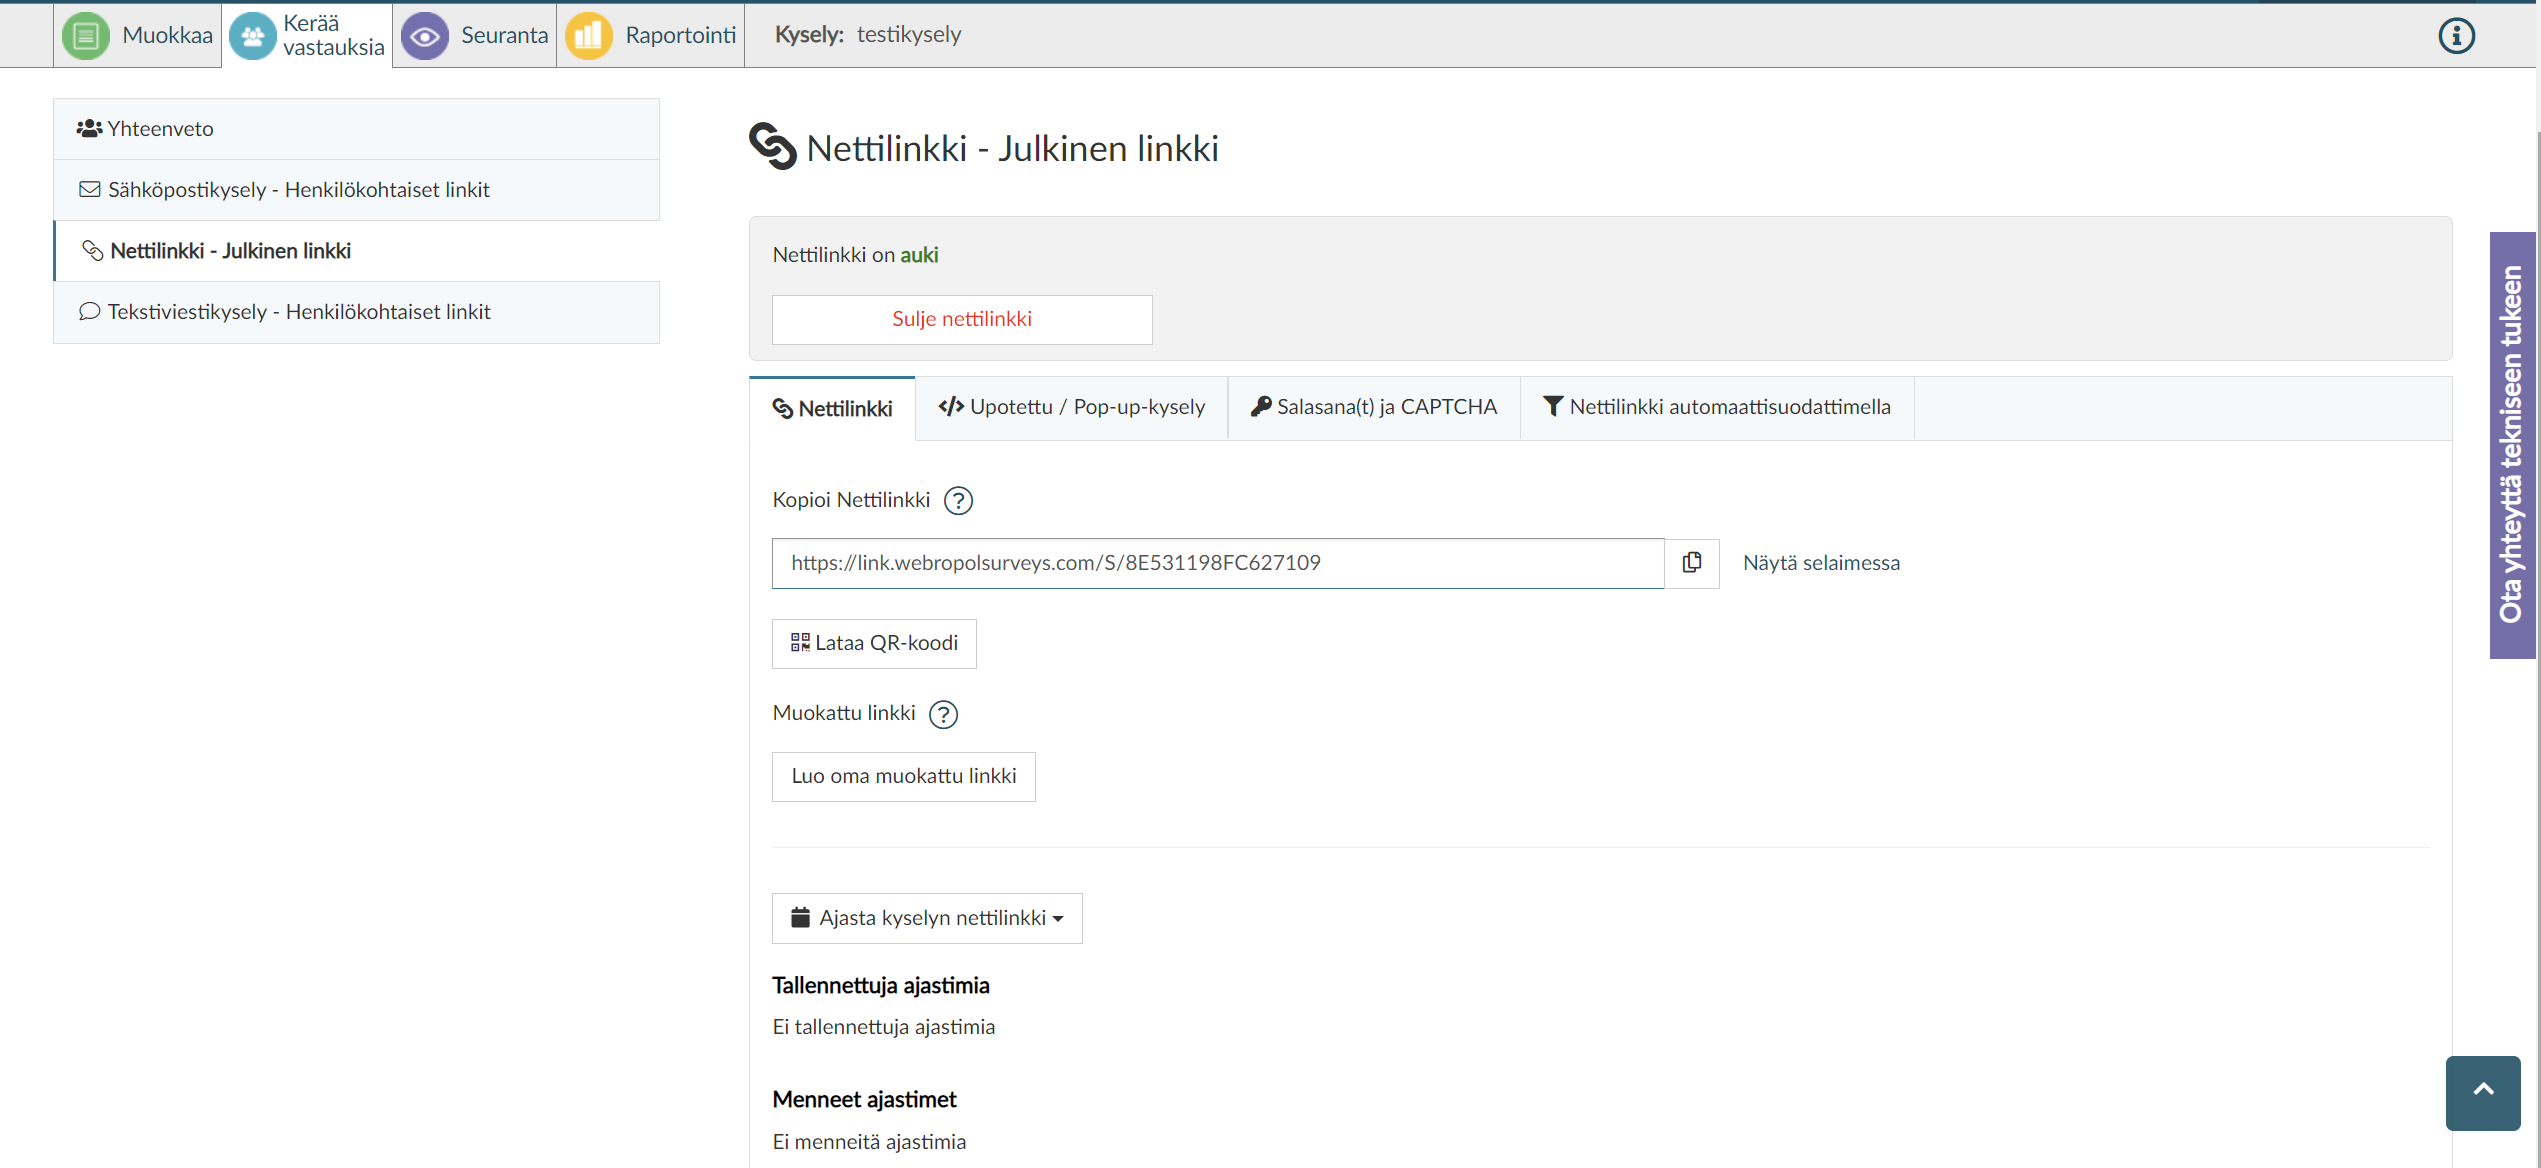 Muokkaa
Kerää
vastauksia
Seuranta
Raportointi
Kysely: testikysely
Yhteenveto
Sähköpostikysely - Henkilökohtaiset linkit
Nettilinkki - Julkinen linkki
Tekstiviestikysely - Henkilökohtaiset linkit
Nettilinkki - Julkinen linkki
Nettilinkki on auki
Sulje nettilinkki
Nettilinkki
Upotettu / Pop-up-kysely
Salasana(t) ja CAPTCHA
Nettilinkki automaattisuodattimella
Kopioi Nettilinkki ?
https://link.webropolsurveys.com/S/8E531198FC627109
Näytä selaimessa
Lataa QR-koodi
Muokattu linkki ?
Luo oma muokattu linkki
Ajasta kyselyn nettilinkki
Tallennettuja ajastimia
Ei tallennettuja ajastimia
Menneet ajastimet
Ei menneitä ajastimia
Ota yhteyttä tekniseen tukeen